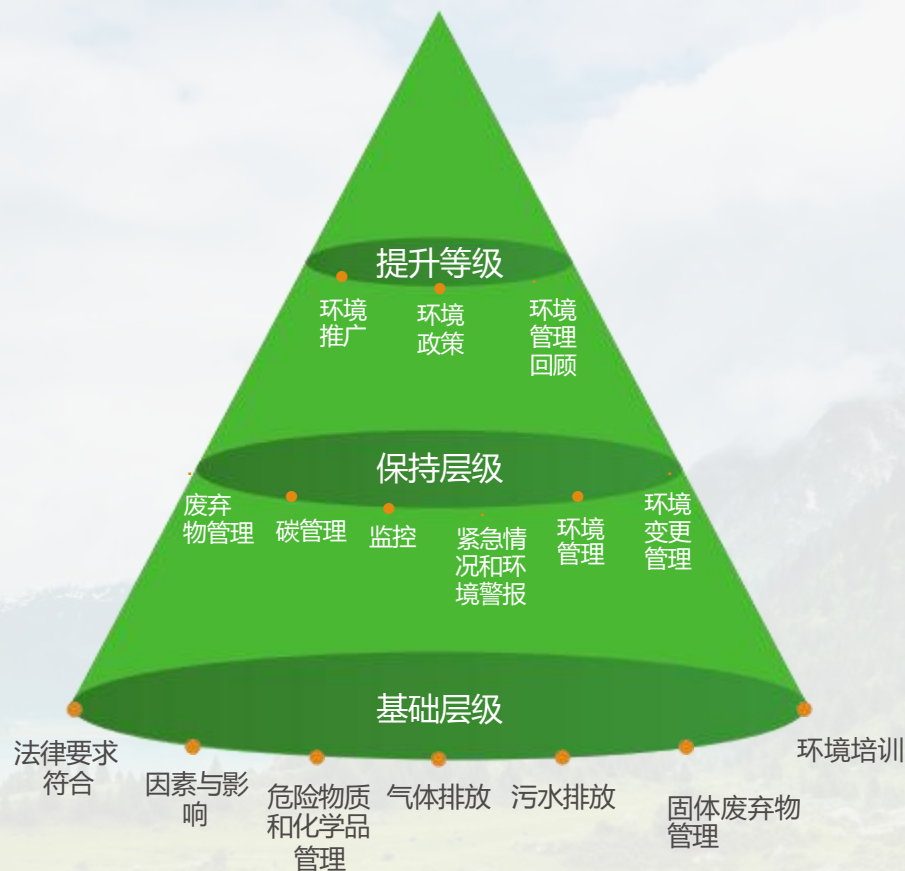 提升等级
环境
推广
环境
政策
环境
管理
回顾
保持层级
废弃
物管理
碳管理
监控
紧急情
况和环
境警报
环境
管理
环境
变更
管理
基础层级
法律要求
符合
因素与影
响
危险物质
和化学品
管理
气体排放
污水排放
固体废弃物
管理
环境培训